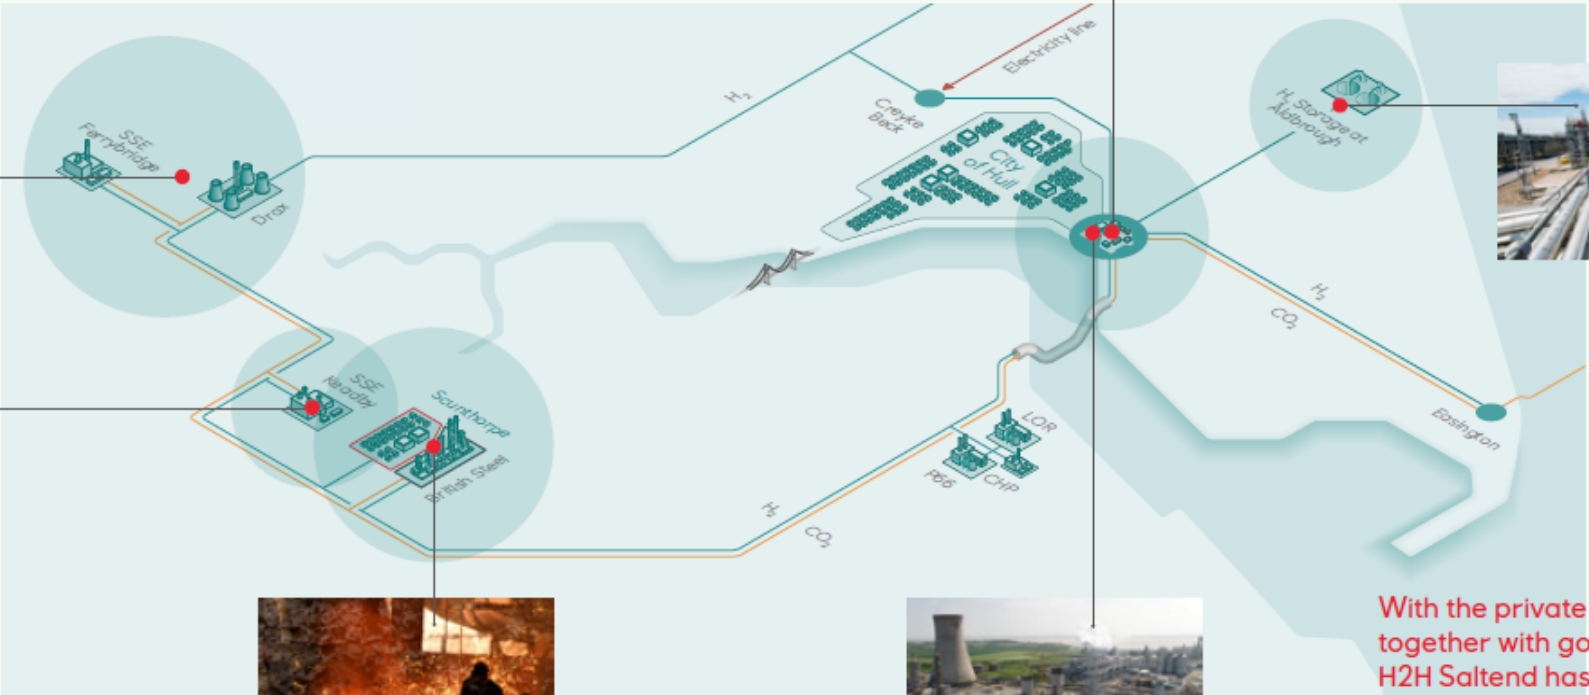 Electricity line
H₂
Creyke
Beck
H₂ Storage at
Aldbrough
SSE
Ferrybridge
Drax
City
of Hull
H₂
CO₂
SSE
Keadby
Scunthorpe
British Steel
LOR
P66
CHP
Easington
H₂
CO₂
With the private
together with go
H2H Saltend has